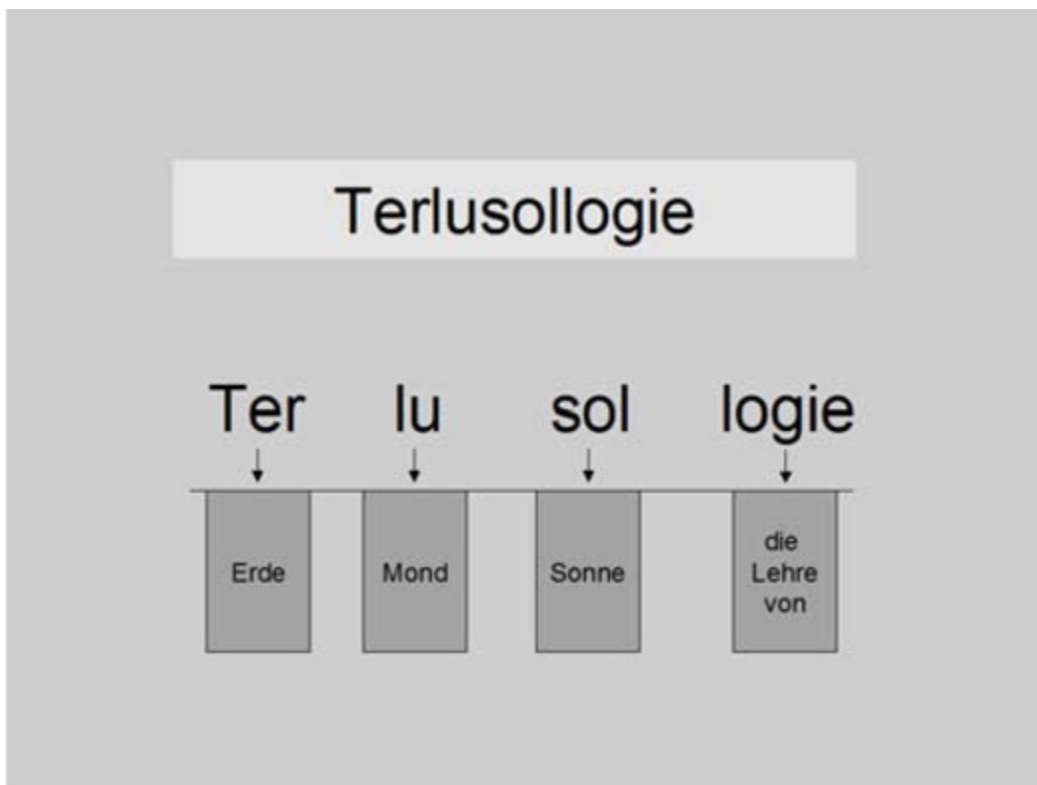 Terlusollogie
Ter lu sol logie
Erde Mond Sonne die
Lehre
von